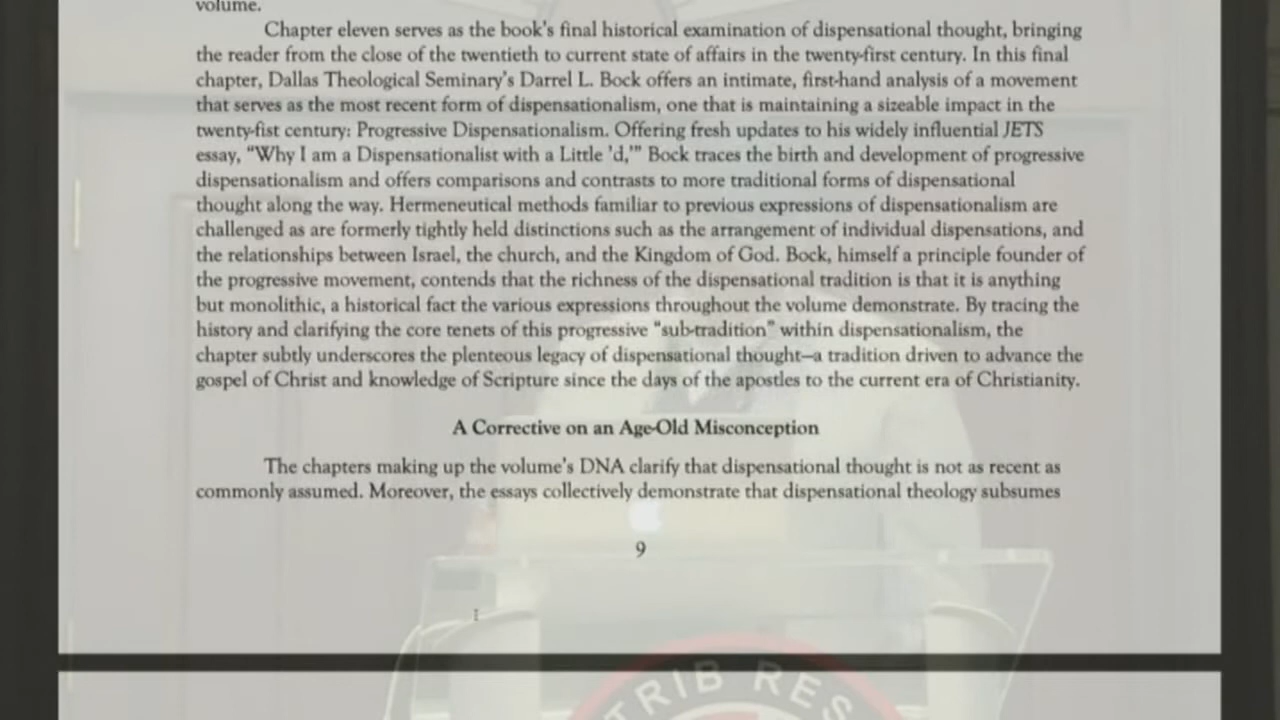 volume.
Chapter eleven serves as the book's final historical examination of dispensational thought, bringing
the reader from the close of the twentieth to current state of affairs in the twenty-first century. In this final
chapter, Dallas Theological Seminary's Darrel L. Bock offers an intimate, first-hand analysis of a movement
that serves as the most recent form of dispensationalism, one that is maintaining a sizeable impact in the
twenty-fist century: Progressive Dispensationalism. Offering fresh updates to his widely influential JETS
essay, "Why I am a Dispensationalist with a Little 'd,'" Bock traces the birth and development of progressive
dispensationalism and offers comparisons and contrasts to more traditional forms of dispensational
thought along the way. Hermeneutical methods familiar to previous expressions of dispensationalism are
challenged as are formerly tightly held distinctions such as the arrangement of individual dispensations, and
the relationships between Israel, the church, and the Kingdom of God. Bock, himself a principle founder of
the progressive movement, contends that the richness of the dispensational tradition is that it is anything
but monolithic, a historical fact the various expressions throughout the volume demonstrate. By tracing the
history and clarifying the core tenets of this progressive "sub-tradition" within dispensationalism, the
chapter subtly underscores the plenteous legacy of dispensational thought—a tradition driven to advance the
gospel of Christ and knowledge of Scripture since the days of the apostles to the current era of Christianity.
A Corrective on an Age-Old Misconception
The chapters making up the volume's DNA clarify that dispensational thought is not as recent as
commonly assumed. Moreover, the essays collectively demonstrate that dispensational theology subsumes
9
TRIB RES